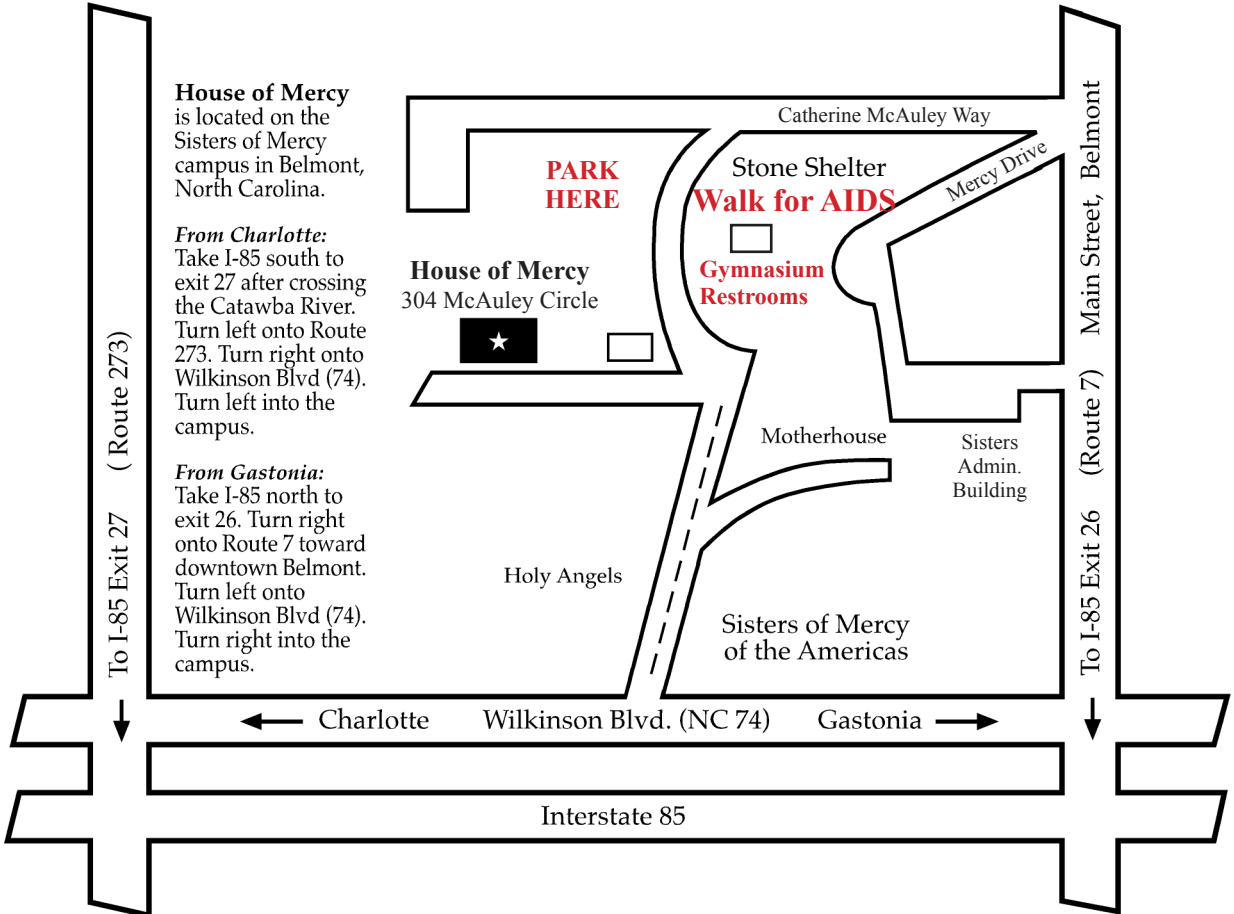 House of Mercy
is located on the
Sisters of Mercy
campus in Belmont,
North Carolina.
From Charlotte:
Take I-85 south to
exit 27 after crossing
the Catawba River.
Turn left onto Route
273. Turn right onto
Wilkinson Blvd (74).
Turn left into the
campus.
From Gastonia:
Take I-85 north to
exit 26. Turn right
onto Route 7 toward
downtown Belmont.
Turn left onto
Wilkinson Blvd (74).
Turn right into the
campus.
To I-85 Exit 27 ( Route 273)
Catherine McAuley Way
Mercy Drive
PARK
HERE
Stone Shelter
Walk for AIDS
Gymnasium
Restrooms
House of Mercy
304 McAuley Circle
Motherhouse
Sisters
Admin.
Building
Holy Angels
Sisters of Mercy
of the Americas
To I-85 Exit 26 (Route 7) Main Street, Belmont
Charlotte Wilkinson Blvd. (NC 74) Gastonia
Interstate 85